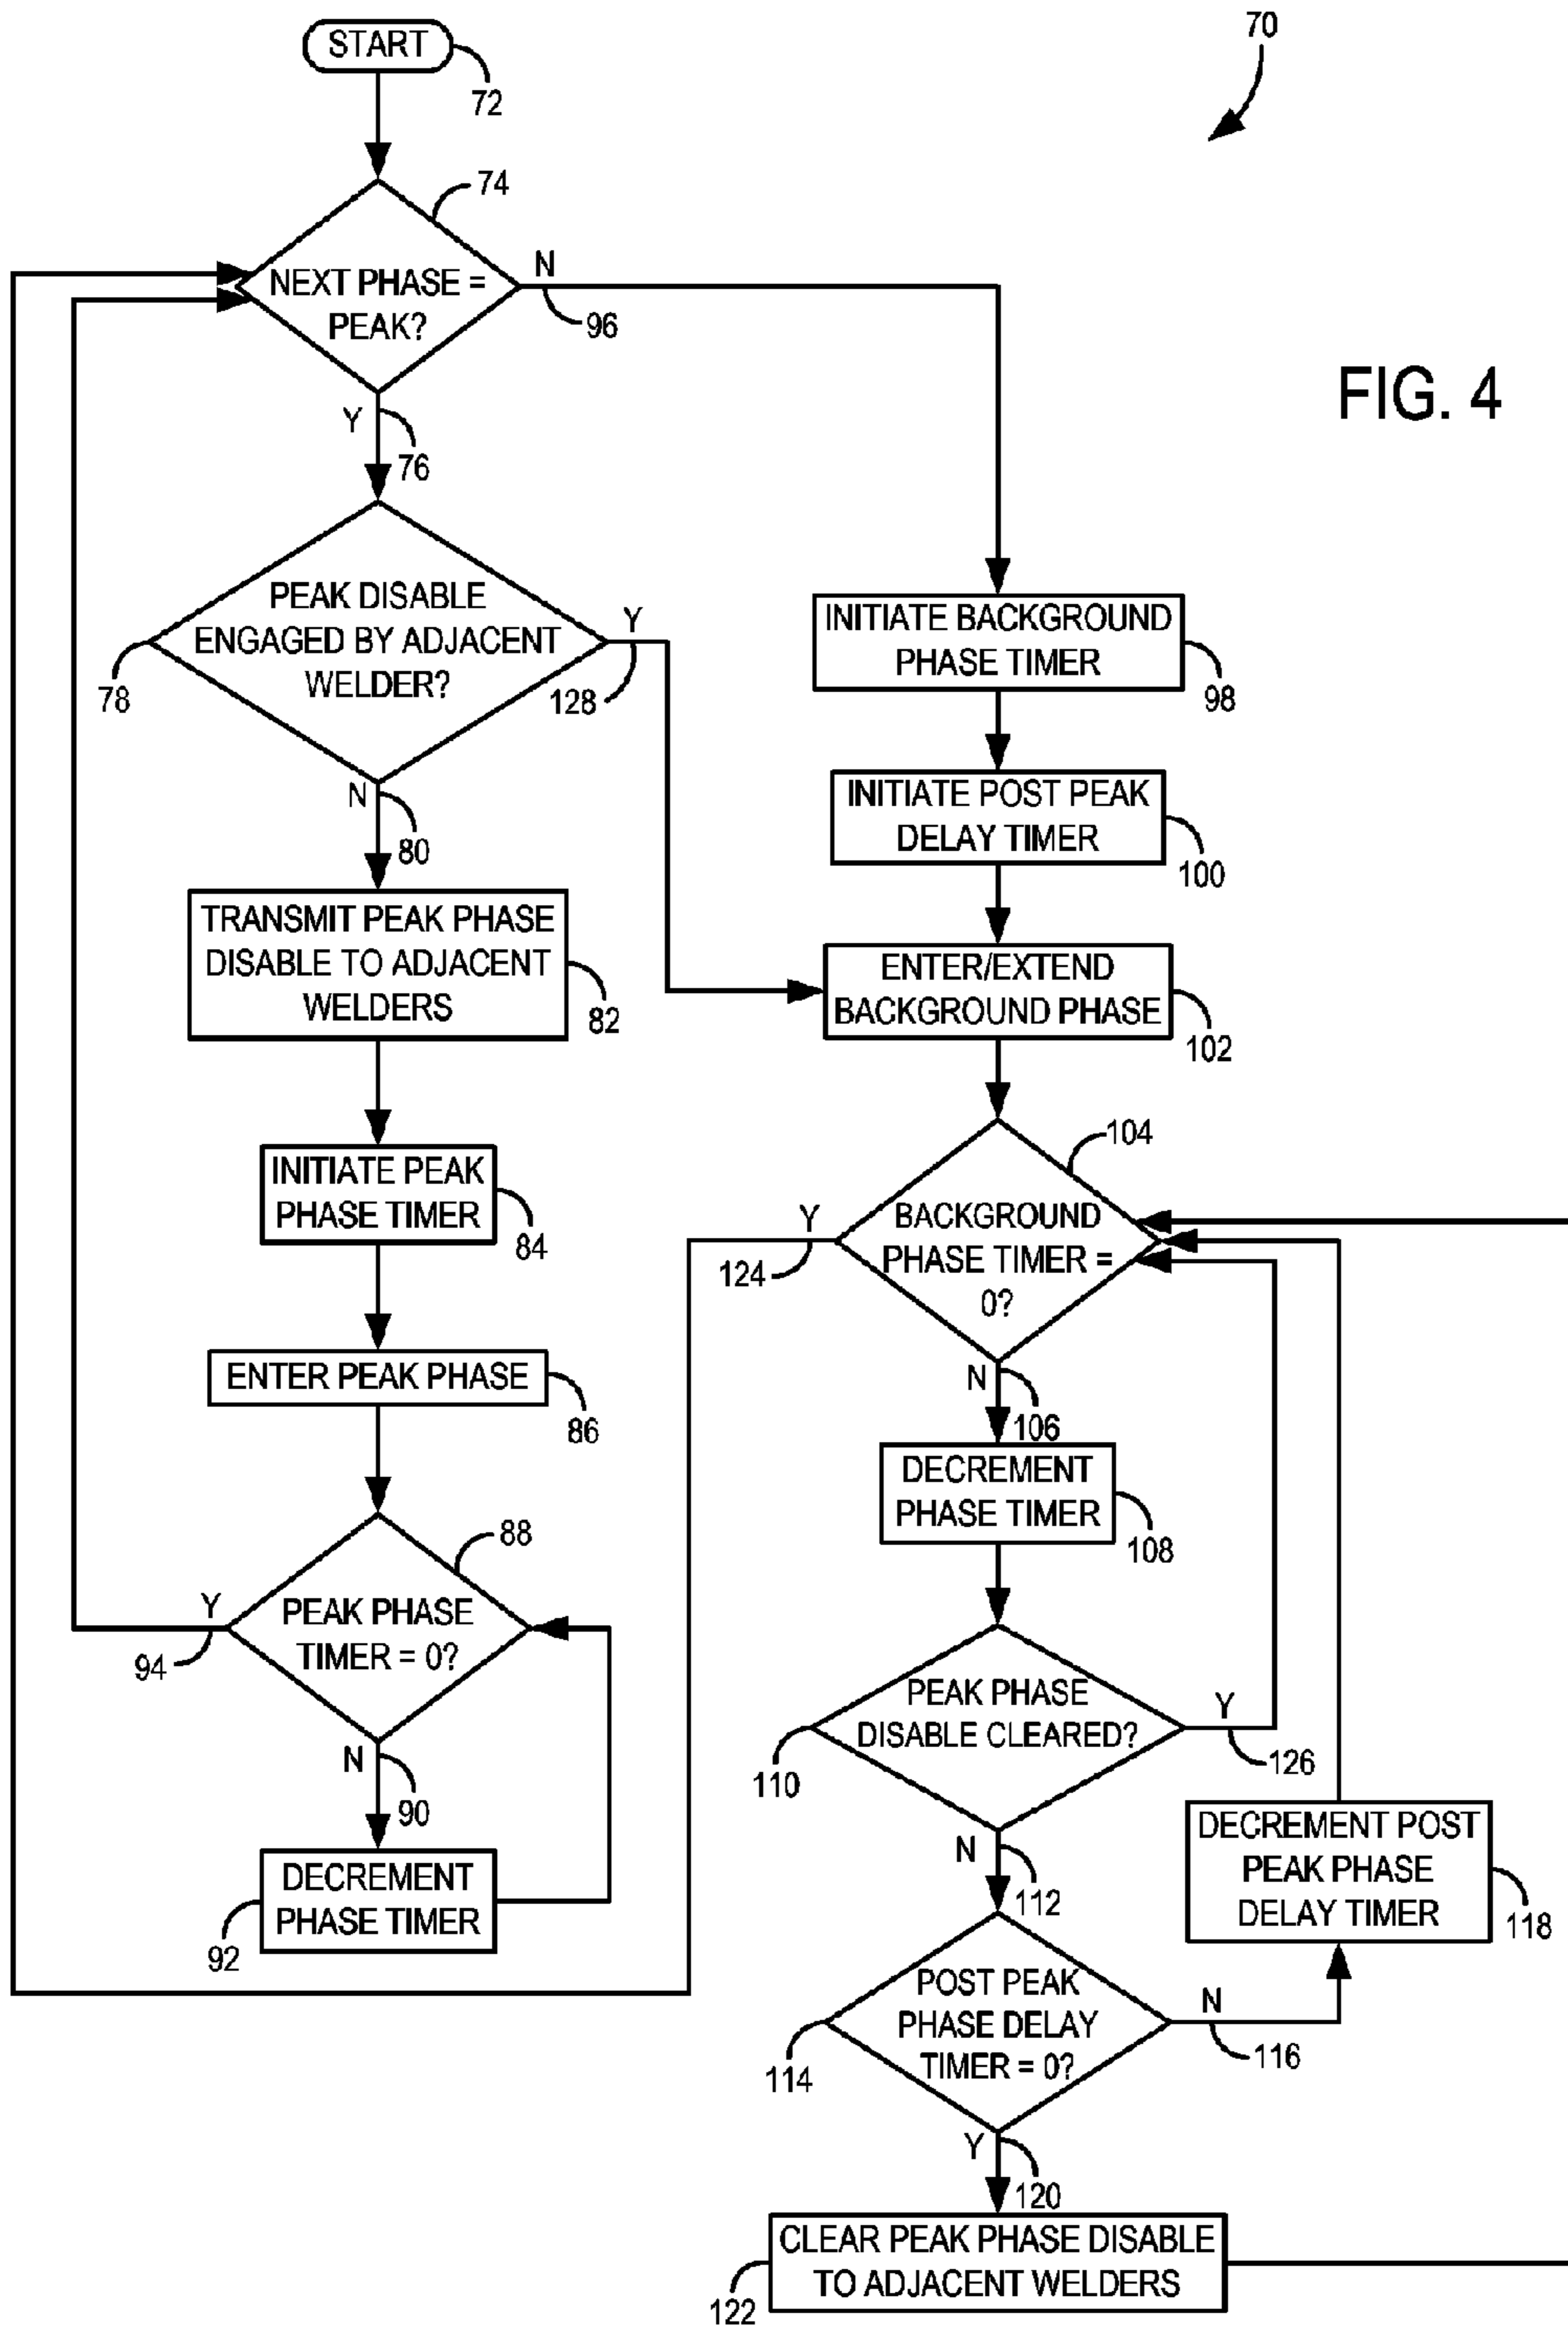 START
72
70
74
NEXT PHASE =
PEAK?
N
96
FIG. 4
Y
76
PEAK DISABLE
ENGAGED BY ADJACENT
WELDER?
78
Y
128
N
80
INITIATE BACKGROUND
PHASE TIMER
98
INITIATE POST PEAK
DELAY TIMER
100
TRANSMIT PEAK PHASE
DISABLE TO ADJACENT
WELDERS
82
ENTER/EXTEND
BACKGROUND PHASE
102
INITIATE PEAK
PHASE TIMER
84
104
BACKGROUND
PHASE TIMER =
0?
Y
124
N
106
ENTER PEAK PHASE
86
DECREMENT
PHASE TIMER
108
88
PEAK PHASE
TIMER = 0?
Y
94
N
90
PEAK PHASE
DISABLE CLEARED?
110
Y
126
N
112
DECREMENT
PHASE TIMER
92
DECREMENT POST
PEAK PHASE
DELAY TIMER
118
POST PEAK
PHASE DELAY
TIMER = 0?
114
N
116
Y
120
CLEAR PEAK PHASE DISABLE
TO ADJACENT WELDERS
122